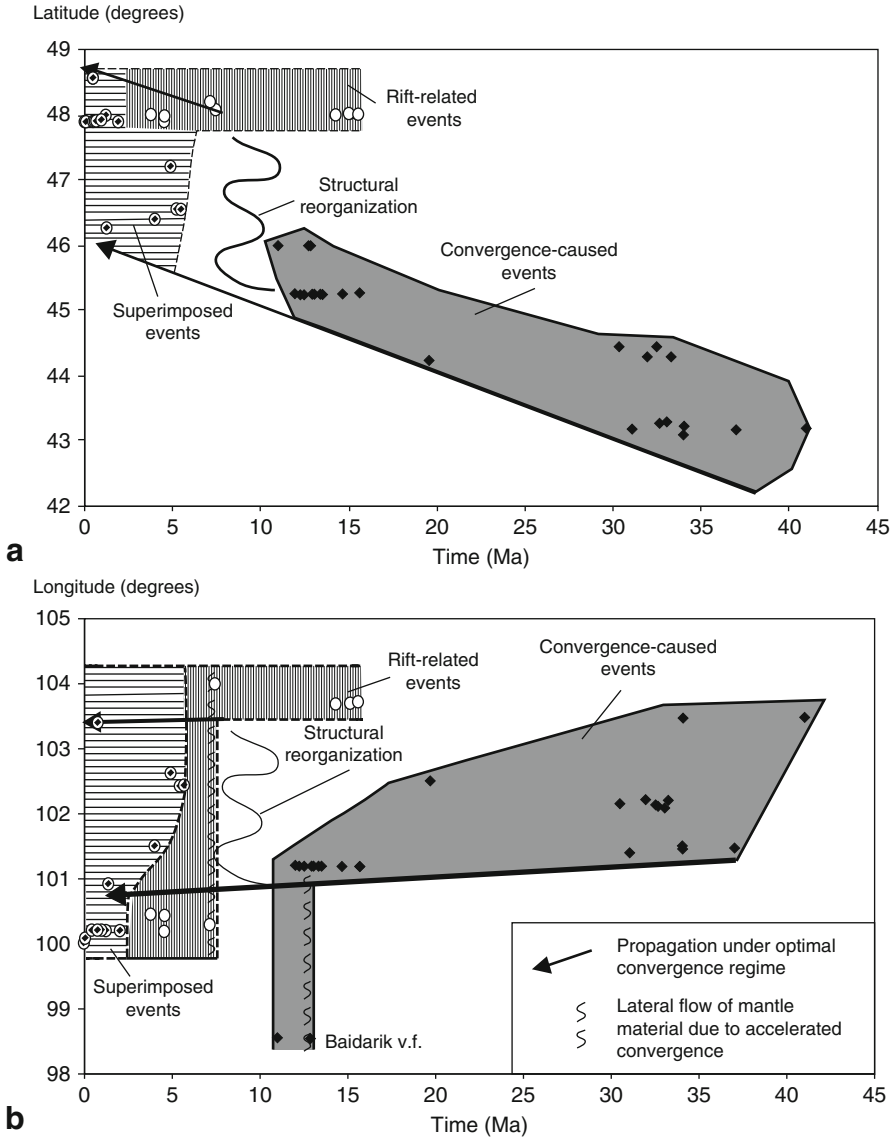 Latitude (degrees)
49
48
47
46
45
44
43
42
Rift-related
events
Structural
reorganization
Convergence-caused
events
Superimposed
events
0 5 10 15 20 25 30 35 40 45
Time (Ma)
a
Longitude (degrees)
105
104
103
102
101
100
99
98
Convergence-caused
events
Rift-related
events
Structural
reorganization
Superimposed
events
Baidarik v.f.
Propagation under optimal
convergence regime
Lateral flow of mantle
material due to accelerated
convergence
0 5 10 15 20 25 30 35 40 45
Time (Ma)
b